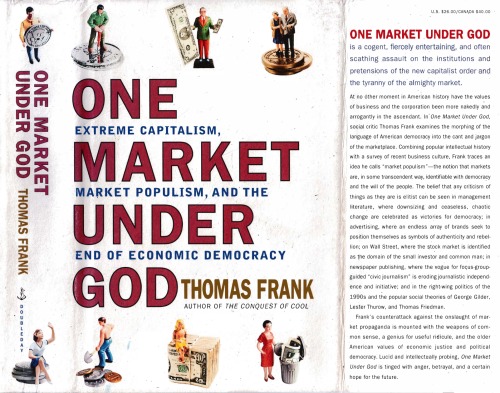 ONE MARKET
UNDER GOD
THOMAS FRANK
DOUBLEDAY
ONE
EXTREME CAPITALISM,
MARKET
MARKET POPULISM, AND THE
UNDER
END OF ECONOMIC DEMOCRACY
GOD THOMAS FRANK
AUTHOR OF THE CONQUEST OF COOL
U.S. $26.00/CANADA $40.00
ONE MARKET UNDER GOD
is a cogent, fiercely entertaining, and often
scathing assault on the institutions and
pretensions of the new capitalist order and
the tyranny of the almighty market.
At no other moment in American history have the values
of business and the corporation been more nakedly and
arrogantly in the ascendant. In One Market Under God,
social critic Thomas Frank examines the morphing of the
language of American democracy into the cant and jargon
of the marketplace. Combining popular intellectual history
with a survey of recent business culture, Frank traces an
idea he calls "market populism"—the notion that markets
are, in some transcendent way, identifiable with democracy
and the will of the people. The belief that any criticism of
things as they are is elitist can be seen in management
literature, where downsizing and ceaseless, chaotic
change are celebrated as victories for democracy; in
advertising, where an endless array of brands seek to
position themselves as symbols of authenticity and rebel-
lion; on Wall Street, where the stock market is identified
as the domain of the small investor and common man; in
newspaper publishing, where the vogue for focus-group-
guided "civic journalism" is eroding journalistic independ-
ence and initiative; and in the right-wing politics of the
1990s and the popular social theories of George Gilder,
Lester Thurow, and Thomas Friedman.
Frank's counterattack against the onslaught of mar-
ket propaganda is mounted with the weapons of com-
mon sense, a genius for useful ridicule, and the older
American values of economic justice and political
democracy. Lucid and intellectually probing, One Market
Under God is tinged with anger, betrayal, and a certain
hope for the future.